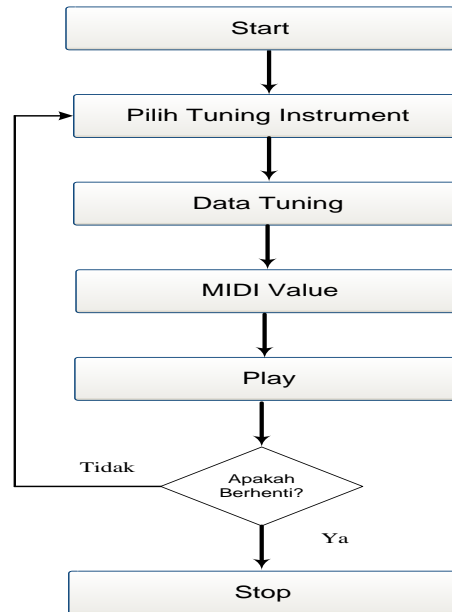 Start
Pilih Tuning Instrument
Data Tuning
MIDI Value
Play
Tidak
Apakah
Berhenti?
Ya
Stop